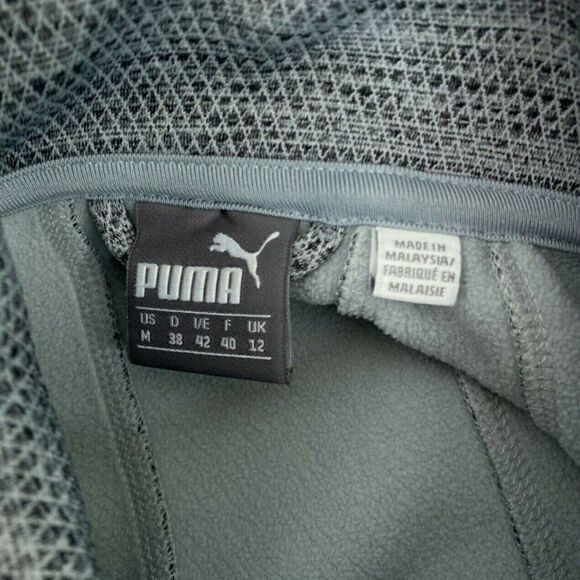 PUMA
US D I/E F UK
M 38 42 40 12
MADE IN
MALAYSIA/
FABRIQUÉ EN
MALAISIE